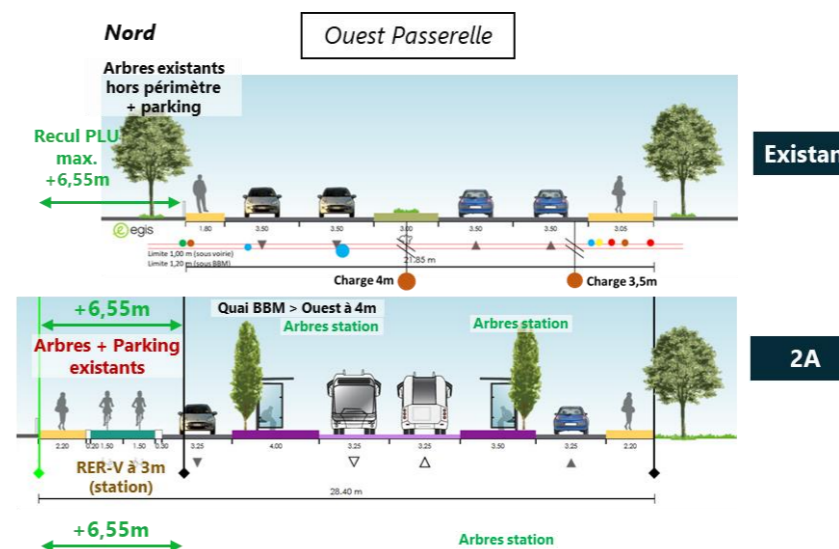 Nord
Ouest Passerelle
Arbres existants
hors périmètre
+ parking
Recul PLU
max.
+6,55m
Existan
egis
1.80
3.50
3.50
3.00
3.50
3.50
3.05
Limite 1,00 m (sous voirie)
Limite 1,20 m (sous BBM)
21.85 m
Charge 4m
Charge 3,5m
+6,55m
Quai BBM > Ouest à 4m
Arbres station
Arbres station
Arbres + Parking
existants
2A
2.20
0.20
1.50
1.50
0.30
3.25
4.00
3.25
3.25
3.50
3.25
2.20
RER-V à 3m
(station)
28.40 m
+6,55m
Arbres station